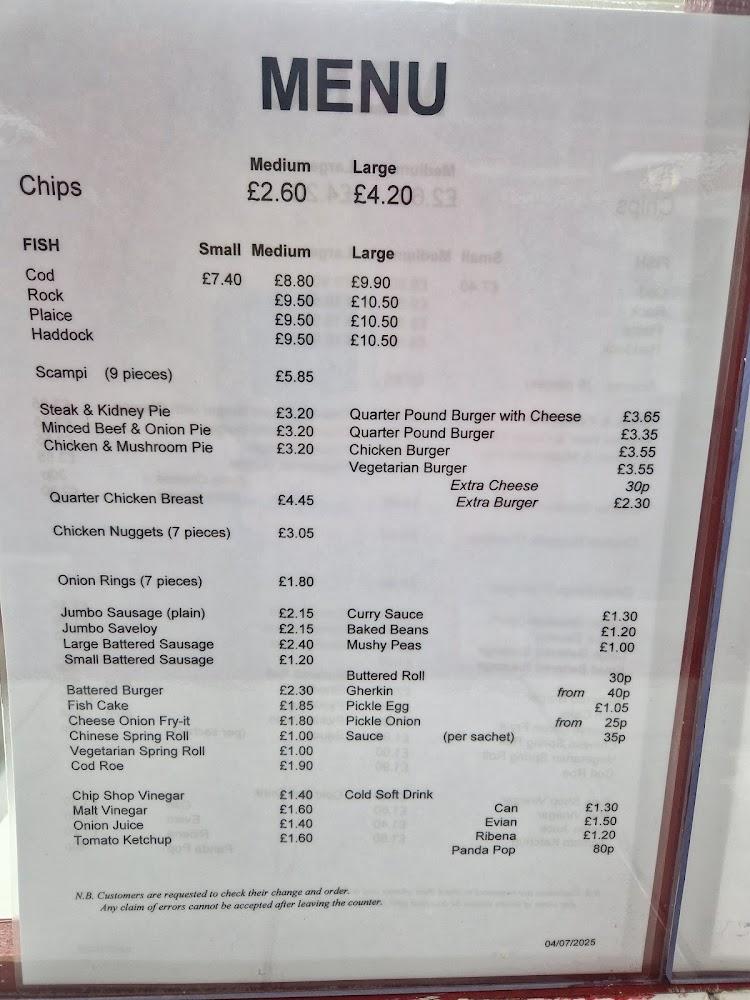 MENU
Medium Large
Chips £2.60 £4.20
FISH Small Medium Large
Cod £7.40 £8.80 £9.90
Rock £9.50 £10.50
Plaice £9.50 £10.50
Haddock £9.50 £10.50
Scampi (9 pieces) £5.85
Steak & Kidney Pie £3.20 Quarter Pound Burger with Cheese £3.65
Minced Beef & Onion Pie £3.20 Quarter Pound Burger £3.35
Chicken & Mushroom Pie £3.20 Chicken Burger £3.55
Vegetarian Burger £3.55
Extra Cheese 30p
Quarter Chicken Breast £4.45 Extra Burger £2.30
Chicken Nuggets (7 pieces) £3.05
Onion Rings (7 pieces) £1.80
Jumbo Sausage (plain) £2.15 Curry Sauce £1.30
Jumbo Saveloy £2.15 Baked Beans £1.20
Large Battered Sausage £2.40 Mushy Peas £1.00
Small Battered Sausage £1.20
Buttered Roll 30p
Battered Burger £2.30 Gherkin from 40p
Fish Cake £1.85 Pickle Egg £1.05
Cheese Onion Fry-it £1.80 Pickle Onion from 25p
Chinese Spring Roll £1.00 Sauce (per sachet) 35p
Vegetarian Spring Roll £1.00
Cod Roe £1.90
Chip Shop Vinegar £1.40 Cold Soft Drink
Malt Vinegar £1.60 Can £1.30
Onion Juice £1.40 Evian £1.50
Tomato Ketchup £1.60 Ribena £1.20
Panda Pop 80p
N.B. Customers are requested to check their change and order.
Any claim of errors cannot be accepted after leaving the counter.
04/07/2025